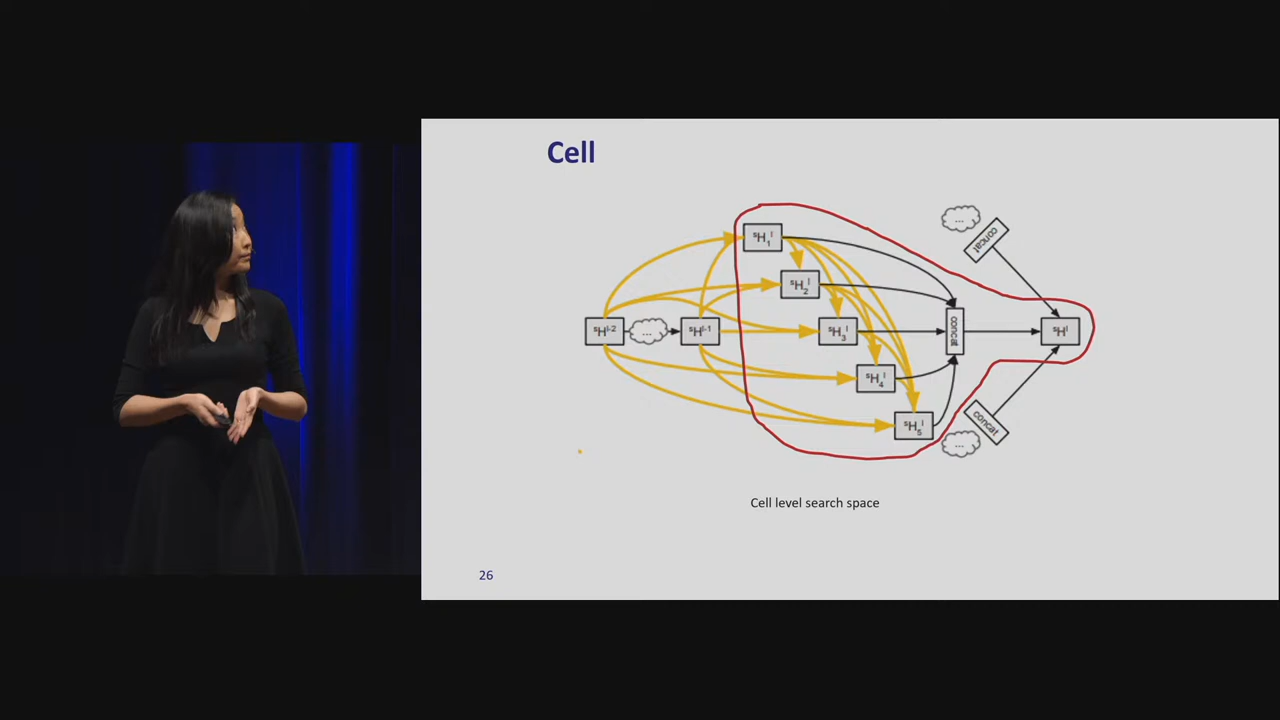 Cell
...
concat
ˢH₁ˡ
ˢH₂ˡ
ˢHˡ⁻²
...
ˢHˡ⁻¹
ˢH₃ˡ
concat
ˢHˡ
ˢH₄ˡ
ˢH₅ˡ
concat
...
Cell level search space
26